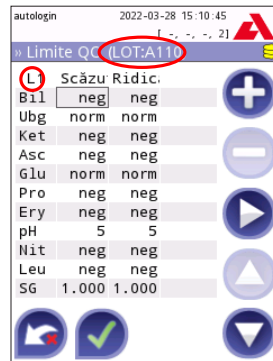 autologin 2022-03-28 15:10:45
[ -, -, -, 2]
» Limite QC (LOT:A110
L1 Scăzu Ridic
Bil neg neg
Ubg norm norm
Ket neg neg
Asc neg neg
Glu norm norm
Pro neg neg
Ery neg neg
pH 5 5
Nit neg neg
Leu neg neg
SG 1.000 1.000